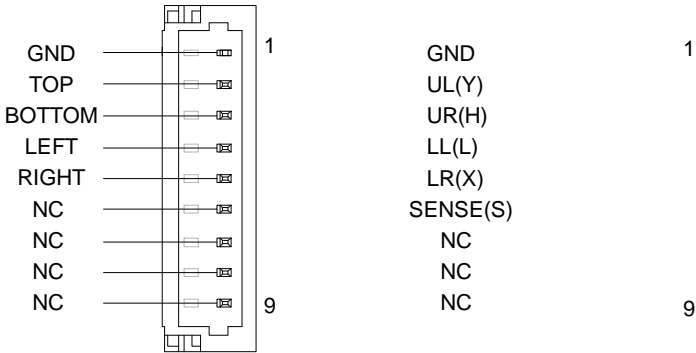 GND 1 GND 1
TOP UL(Y)
BOTTOM UR(H)
LEFT LL(L)
RIGHT LR(X)
NC SENSE(S)
NC NC
NC NC
NC 9 NC 9